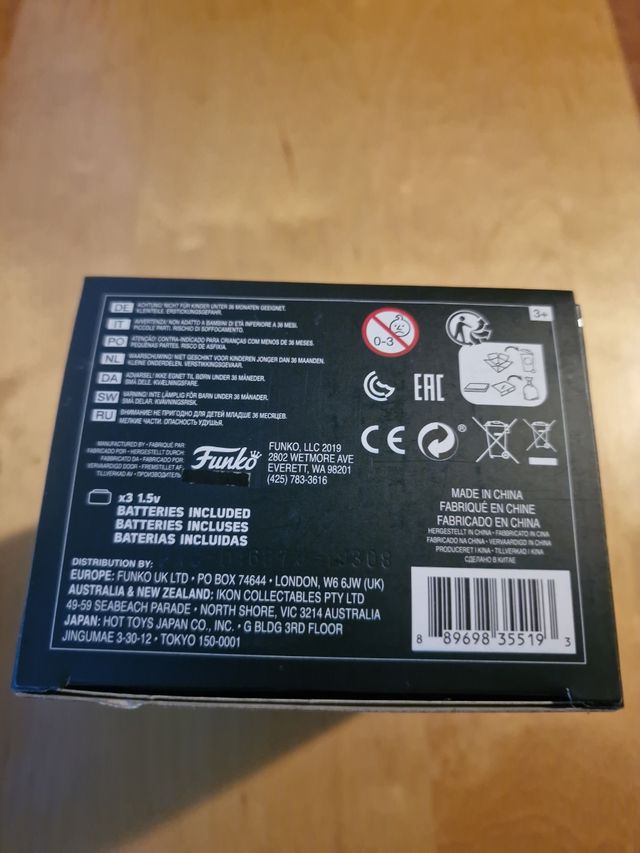 DE ACHTUNG! NICHT FÜR KINDER UNTER 36 MONATEN GEEIGNET.
KLEINTEILE. ERSTICKUNGSGEFAHR.
IT AVVERTENZA! NON ADATTO A BAMBINI DI ETÀ INFERIORE A 36 MESI.
PICCOLE PARTI. RISCHIO DI SOFFOCAMENTO.
PO ATENÇÃO: CONTRA-INDICADO PARA CRIANÇAS COM MENOS DE 36 MESES.
PEQUENAS PARTES. RISCO DE ASFIXIA.
NL WAARSCHUWING! NIET GESCHIKT VOOR KINDEREN JONGER DAN 36 MAANDEN.
KLEINE ONDERDELEN. VERSTIKKINGSGEVAAR.
DA ADVARSEL! IKKE EGNET TIL BØRN UNDER 36 MÅNEDER.
SMÅ DELE. KVÆLNINGSFARE.
SW VARNING! INTE LÄMPLIG FÖR BARN UNDER 36 MÅNADER.
SMÅ DELAR. KVÄVNINGSRISK.
RU ВНИМАНИЕ! НЕ ПРИГОДНО ДЛЯ ДЕТЕЙ МЛАДШЕ 36 МЕСЯЦЕВ.
МЕЛКИЕ ЧАСТИ. ОПАСНОСТЬ УДУШЬЯ.
3+
0-3
EAC
CE
®
MANUFACTURED BY • FABRIQUÉ PAR
FABRICADO POR • HERGESTELLT DURCH
FABBRICATO DA • FABRICADO POR
VERVAARDIGD DOOR • FREMSTILLET AF
TILLVERKAD AV • ПРОИЗВОДИТЕЛЬ
Funko
FUNKO, LLC 2019
2802 WETMORE AVE
EVERETT, WA 98201
(425) 783-3616
x3 1.5v
BATTERIES INCLUDED
BATTERIES INCLUSES
BATERIAS INCLUIDAS
MADE IN CHINA
FABRIQUÉ EN CHINE
FABRICADO EN CHINA
HERGESTELLT IN CHINA • FABBRICATO IN CINA
FABRICADO NA CHINA • VERVAARDIGD IN CHINA
PRODUCERET I KINA • TILLVERKAD I KINA
СДЕЛАНО В КИТАЕ
DISTRIBUTION BY:
EUROPE: FUNKO UK LTD • PO BOX 74644 • LONDON, W6 6JW (UK)
AUSTRALIA & NEW ZEALAND: IKON COLLECTABLES PTY LTD
49-59 SEABEACH PARADE • NORTH SHORE, VIC 3214 AUSTRALIA
JAPAN: HOT TOYS JAPAN CO., INC. • G BLDG 3RD FLOOR
JINGUMAE 3-30-12 • TOKYO 150-0001
8 89698 35519 3